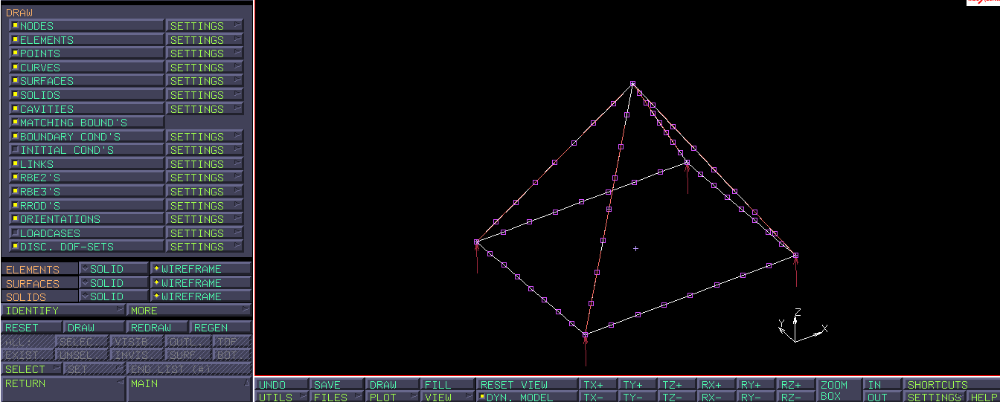 DRAW
NODES SETTINGS
ELEMENTS SETTINGS
POINTS SETTINGS
CURVES SETTINGS
SURFACES SETTINGS
SOLIDS SETTINGS
CAVITIES SETTINGS
MATCHING BOUND'S
BOUNDARY COND'S SETTINGS
INITIAL COND'S SETTINGS
LINKS SETTINGS
RBE2'S SETTINGS
RBE3'S SETTINGS
RROD'S SETTINGS
ORIENTATIONS SETTINGS
LOADCASES SETTINGS
DISC. DOF-SETS SETTINGS
ELEMENTS SOLID WIREFRAME
SURFACES SOLID WIREFRAME
SOLIDS SOLID WIREFRAME
IDENTIFY MORE
RESET DRAW REDRAW REGEN
ALL: SELEC. VISIB. OUTL. TOP
EXIST. UNSEL. INVIS. SURF. BOT
SELECT SET END LIST (#)
RETURN MAIN
Z
Y X
UNDO SAVE DRAW FILL RESET VIEW TX+ TY+ TZ+ RX+ RY+ RZ+ ZOOM IN SHORTCUTS
UTILS FILES PLOT VIEW DYN. MODEL TX- TY- TZ- RX- RY- RZ- BOX OUT SETTINGS HELP